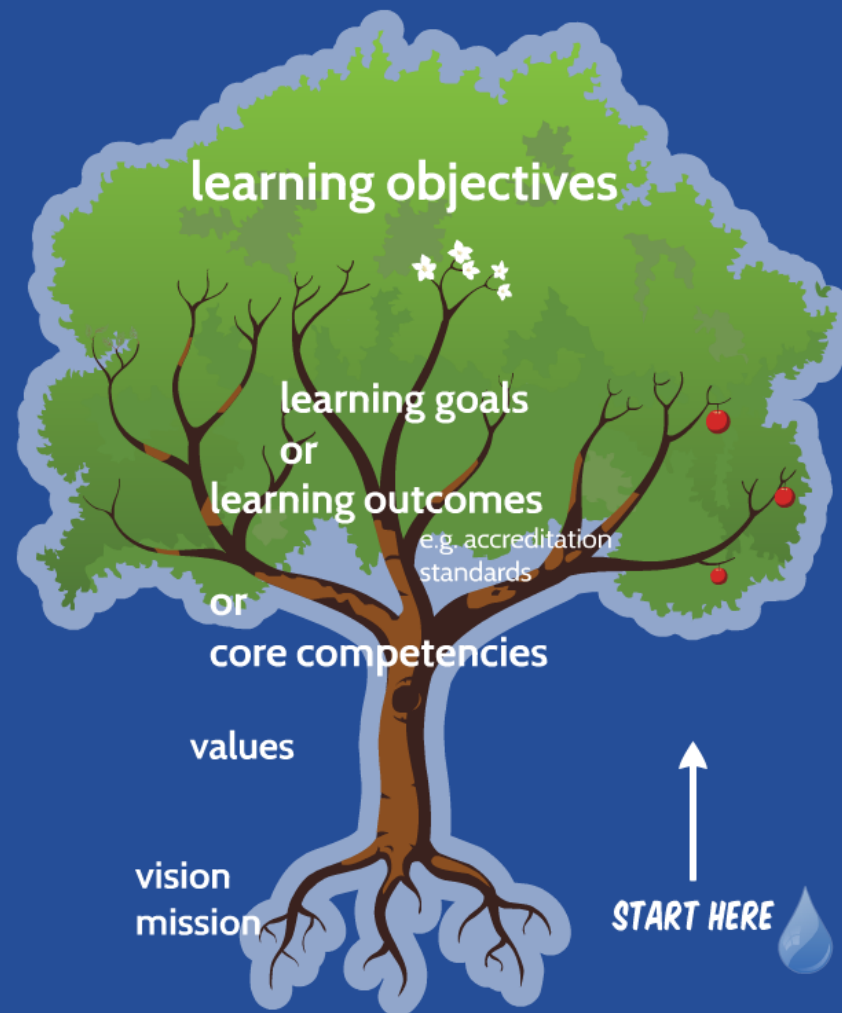 learning objectives
learning goals
or
learning outcomes
e.g. accreditation
standards
or
core competencies
values
vision
mission
START HERE